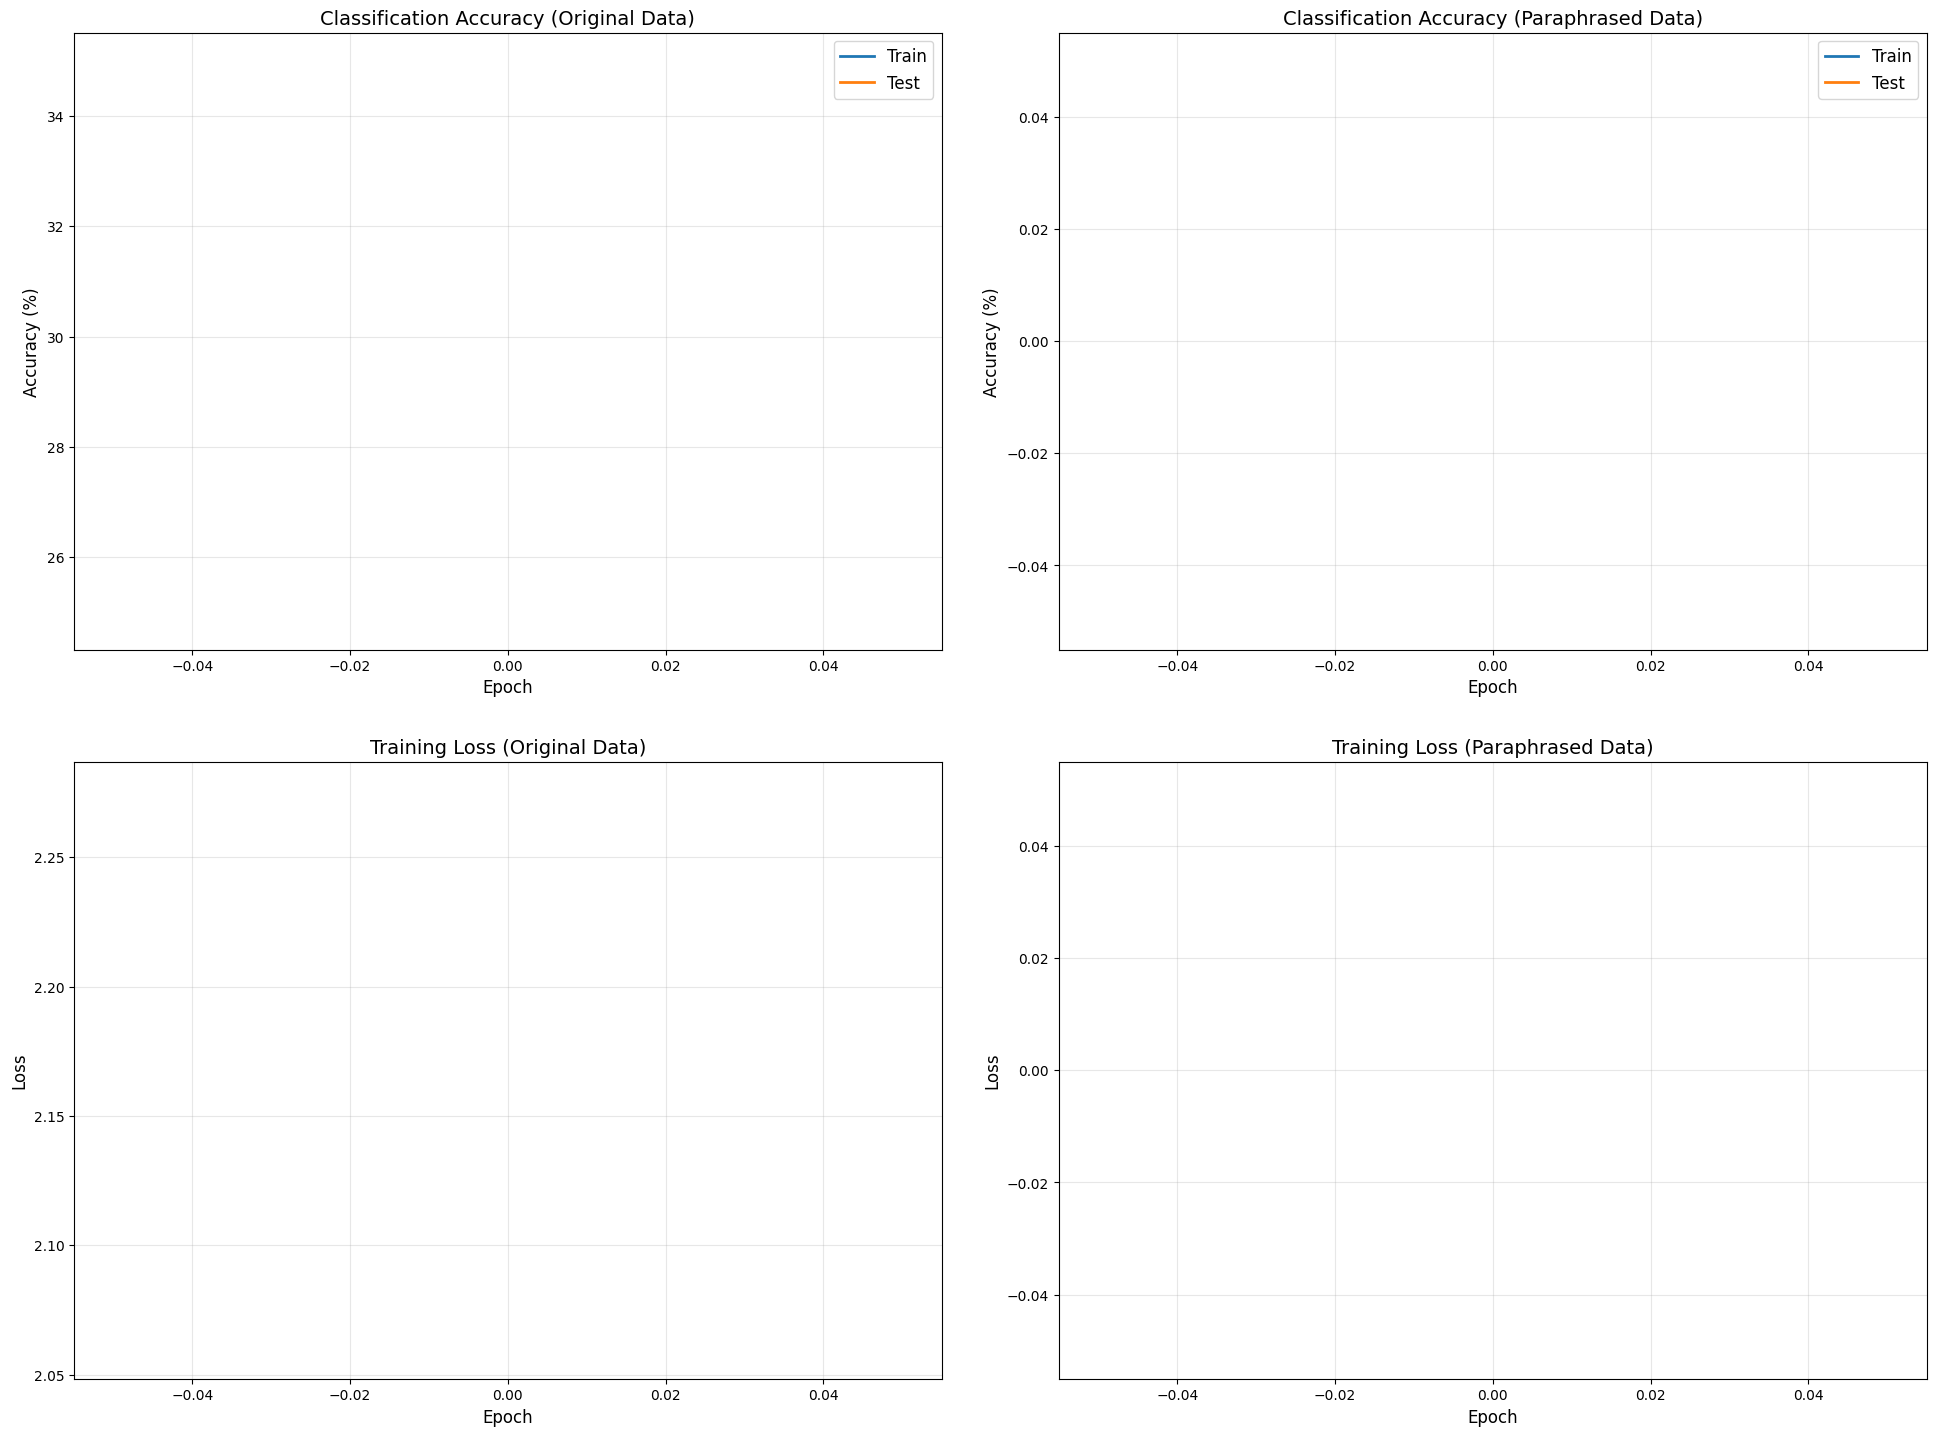 Classification Accuracy (Original Data)
Train
Test
34
32
30
28
26
Accuracy (%)
−0.04 −0.02 0.00 0.02 0.04
Epoch
Classification Accuracy (Paraphrased Data)
Train
Test
0.04
0.02
0.00
−0.02
−0.04
Accuracy (%)
−0.04 −0.02 0.00 0.02 0.04
Epoch
Training Loss (Original Data)
2.25
2.20
2.15
2.10
2.05
Loss
−0.04 −0.02 0.00 0.02 0.04
Epoch
Training Loss (Paraphrased Data)
0.04
0.02
0.00
−0.02
−0.04
Loss
−0.04 −0.02 0.00 0.02 0.04
Epoch